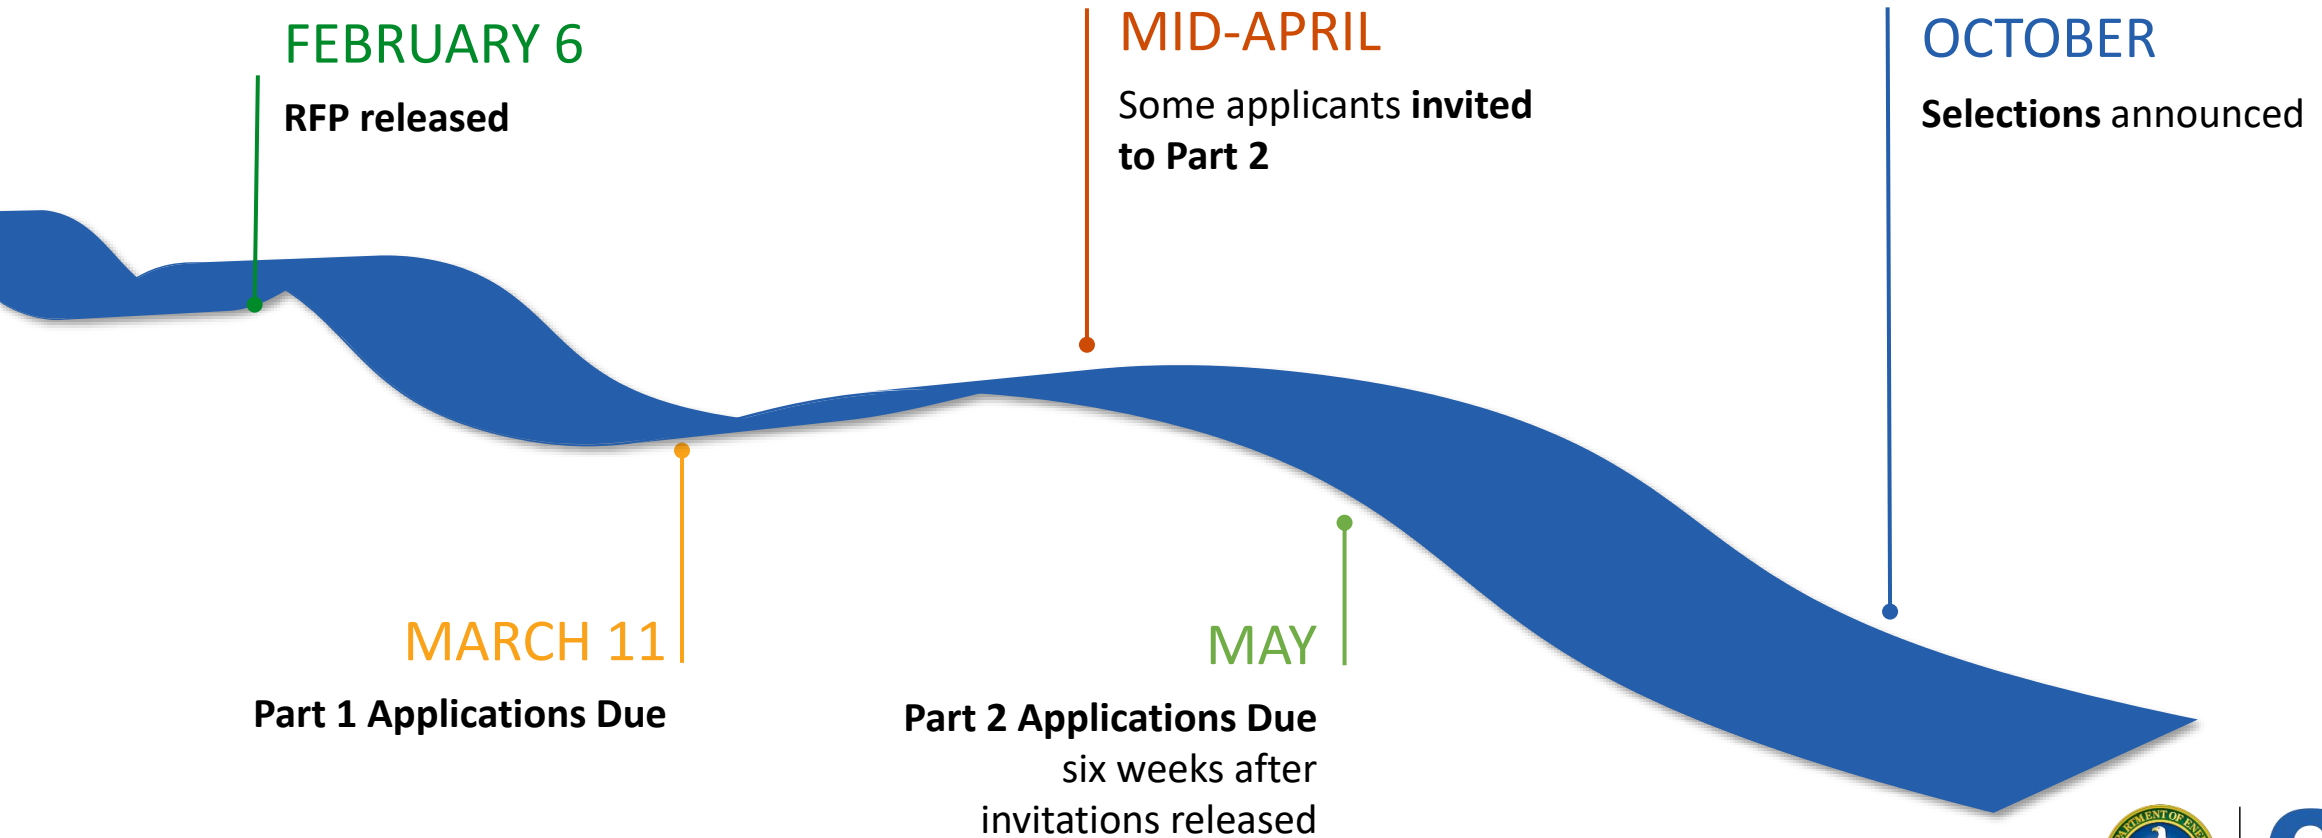 FEBRUARY 6
RFP released
MID-APRIL
Some applicants invited
to Part 2
OCTOBER
Selections announced
MARCH 11
Part 1 Applications Due
MAY
Part 2 Applications Due
six weeks after
invitations released